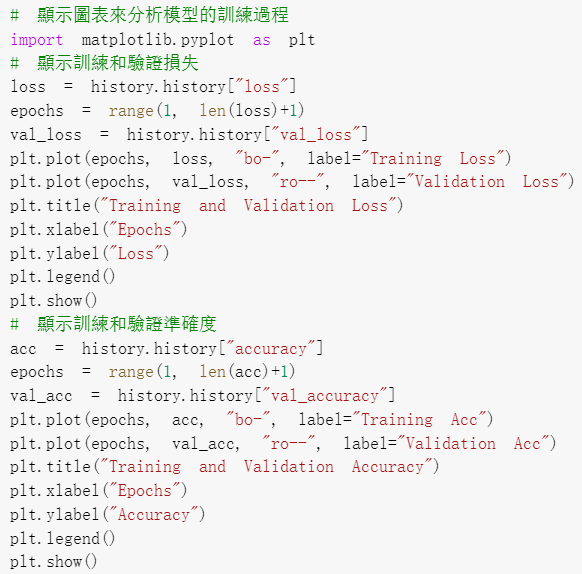 # 顯示圖表來分析模型的訓練過程
import matplotlib.pyplot as plt
# 顯示訓練和驗證損失
loss = history.history["loss"]
epochs = range(1, len(loss)+1)
val_loss = history.history["val_loss"]
plt.plot(epochs, loss, "bo-", label="Training Loss")
plt.plot(epochs, val_loss, "ro--", label="Validation Loss")
plt.title("Training and Validation Loss")
plt.xlabel("Epochs")
plt.ylabel("Loss")
plt.legend()
plt.show()
# 顯示訓練和驗證準確度
acc = history.history["accuracy"]
epochs = range(1, len(acc)+1)
val_acc = history.history["val_accuracy"]
plt.plot(epochs, acc, "bo-", label="Training Acc")
plt.plot(epochs, val_acc, "ro--", label="Validation Acc")
plt.title("Training and Validation Accuracy")
plt.xlabel("Epochs")
plt.ylabel("Accuracy")
plt.legend()
plt.show()